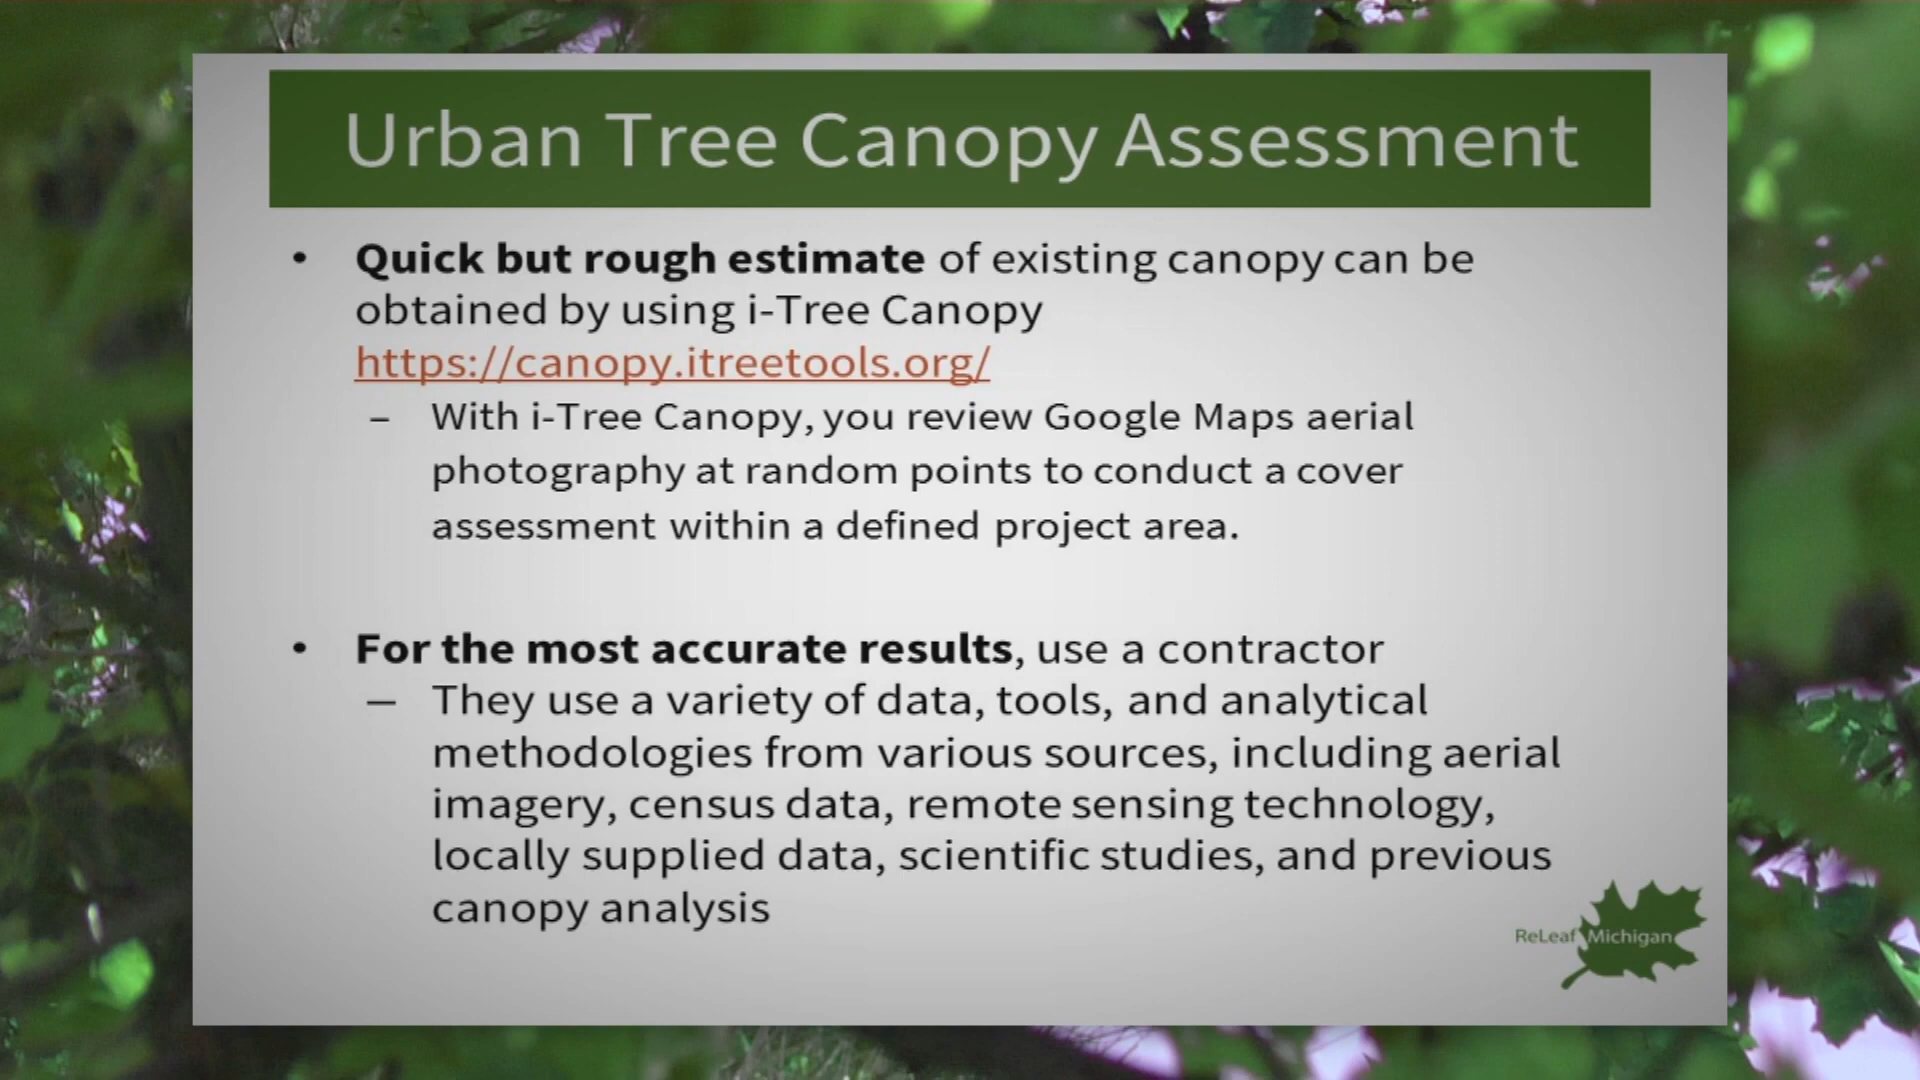 Urban Tree Canopy Assessment
• Quick but rough estimate of existing canopy can be
obtained by using i-Tree Canopy
https://canopy.itreetools.org/
– With i-Tree Canopy, you review Google Maps aerial
photography at random points to conduct a cover
assessment within a defined project area.
• For the most accurate results, use a contractor
– They use a variety of data, tools, and analytical
methodologies from various sources, including aerial
imagery, census data, remote sensing technology,
locally supplied data, scientific studies, and previous
canopy analysis
ReLeaf Michigan